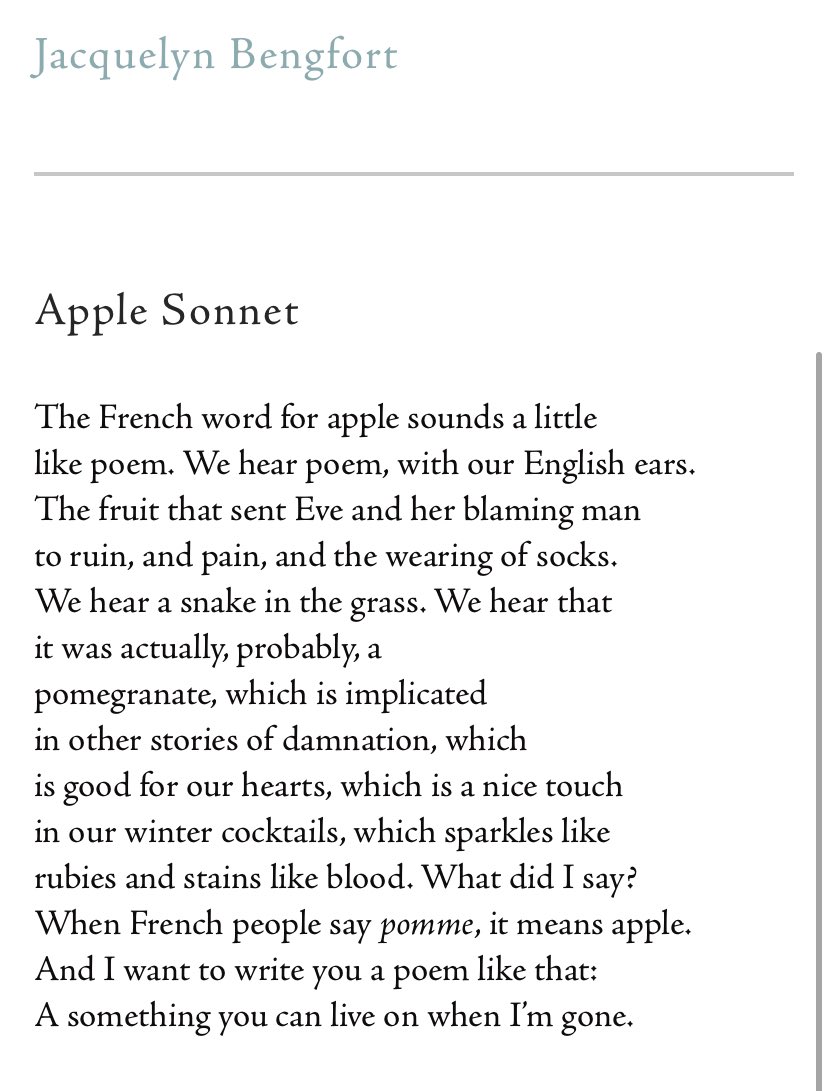 Jacquelyn Bengfort
Apple Sonnet
The French word for apple sounds a little
like poem. We hear poem, with our English ears.
The fruit that sent Eve and her blaming man
to ruin, and pain, and the wearing of socks.
We hear a snake in the grass. We hear that
it was actually, probably, a
pomegranate, which is implicated
in other stories of damnation, which
is good for our hearts, which is a nice touch
in our winter cocktails, which sparkles like
rubies and stains like blood. What did I say?
When French people say pomme, it means apple.
And I want to write you a poem like that:
A something you can live on when I’m gone.